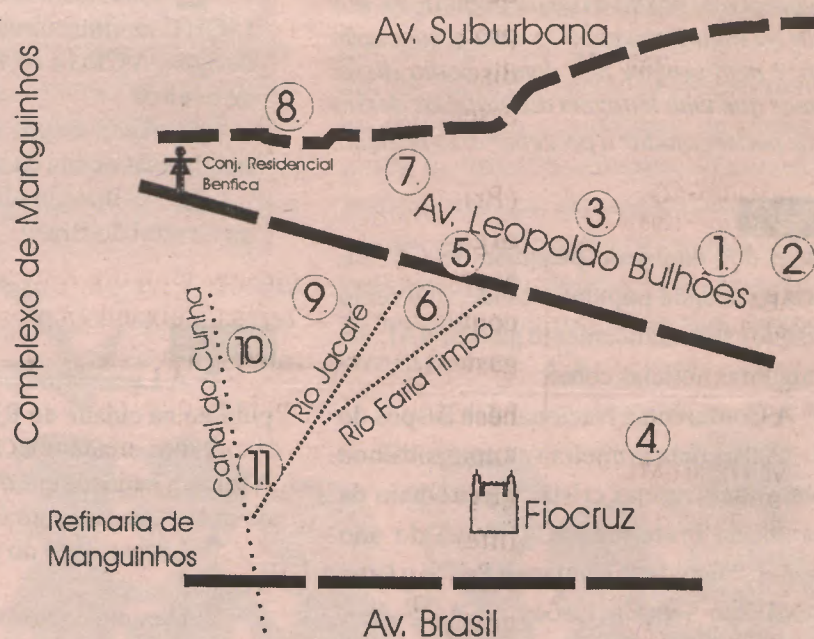 Complexo de Manguinhos
Av. Suburbana
8
Conj. Residencial
Benfica
7
Av. Leopoldo Bulhões
3
1
2
5
6
9
Rio Jacare
Rio Faria Timbó
Canal do Cunha
10
11
4
Fiocruz
Refinaria de
Manguinhos
Av. Brasil